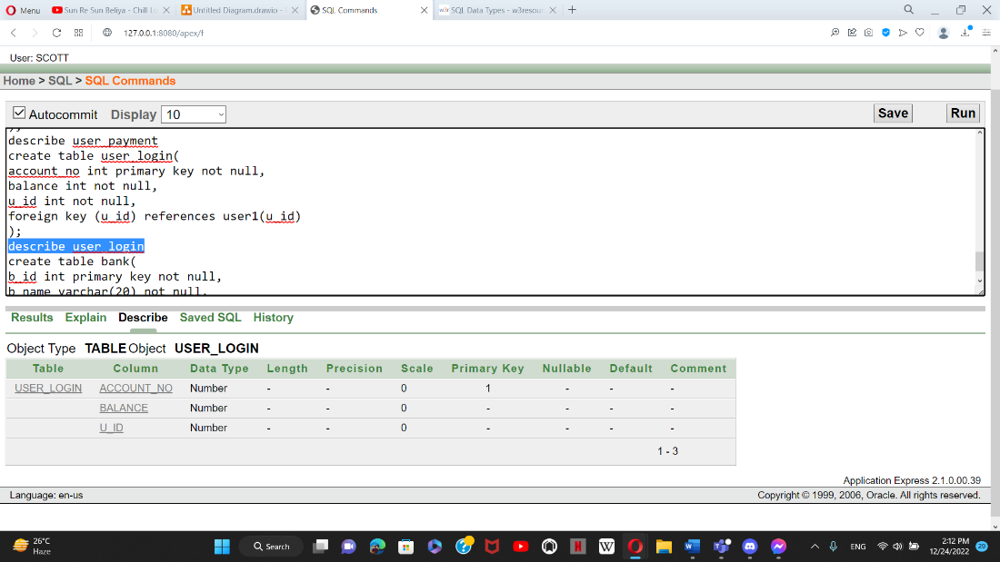 Menu
Sun Re Sun Beliya - Chill Lo
Untitled Diagram.drawio -
SQL Commands
SQL Data Types - w3resour
127.0.0.1:8080/apex/f
User: SCOTT
Home > SQL > SQL Commands
Autocommit Display 10 Save Run
);
describe user_payment
create table user_login(
account_no int primary key not null,
balance int not null,
u_id int not null,
foreign key (u_id) references user1(u_id)
);
describe user_login
create table bank(
b_id int primary key not null,
b_name varchar(20) not null,
Results Explain Describe Saved SQL History
Object Type TABLE Object USER_LOGIN
Table Column Data Type Length Precision Scale Primary Key Nullable Default Comment
USER_LOGIN ACCOUNT_NO Number - - 0 1 - - -
BALANCE Number - - 0 - - - -
U_ID Number - - 0 - - - -
1 - 3
Application Express 2.1.0.00.39
Language: en-us Copyright © 1999, 2006, Oracle. All rights reserved.
26°C
Haze
Search
ENG
2:12 PM
12/24/2022
29